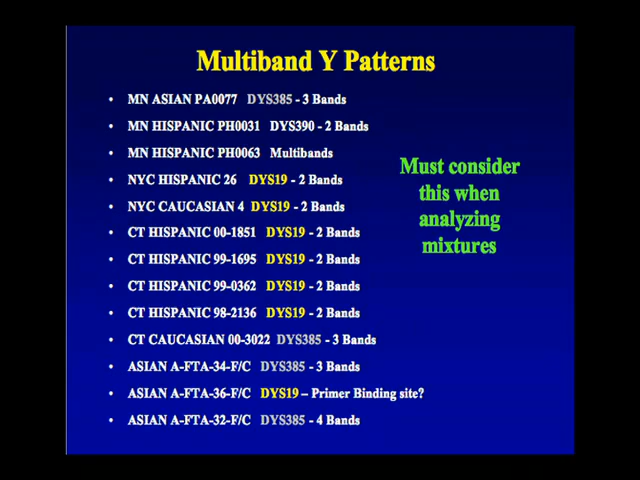 Multiband Y Patterns
• MN ASIAN PA0077 DYS385 - 3 Bands
• MN HISPANIC PH0031 DYS390 - 2 Bands
• MN HISPANIC PH0063 Multibands
• NYC HISPANIC 26 DYS19 - 2 Bands
• NYC CAUCASIAN 4 DYS19 - 2 Bands
• CT HISPANIC 00-1851 DYS19 - 2 Bands
• CT HISPANIC 99-1695 DYS19 - 2 Bands
• CT HISPANIC 99-0362 DYS19 - 2 Bands
• CT HISPANIC 98-2136 DYS19 - 2 Bands
• CT CAUCASIAN 00-3022 DYS385 - 3 Bands
• ASIAN A-FTA-34-F/C DYS385 - 3 Bands
• ASIAN A-FTA-36-F/C DYS19 – Primer Binding site?
• ASIAN A-FTA-32-F/C DYS385 - 4 Bands
Must consider
this when
analyzing
mixtures